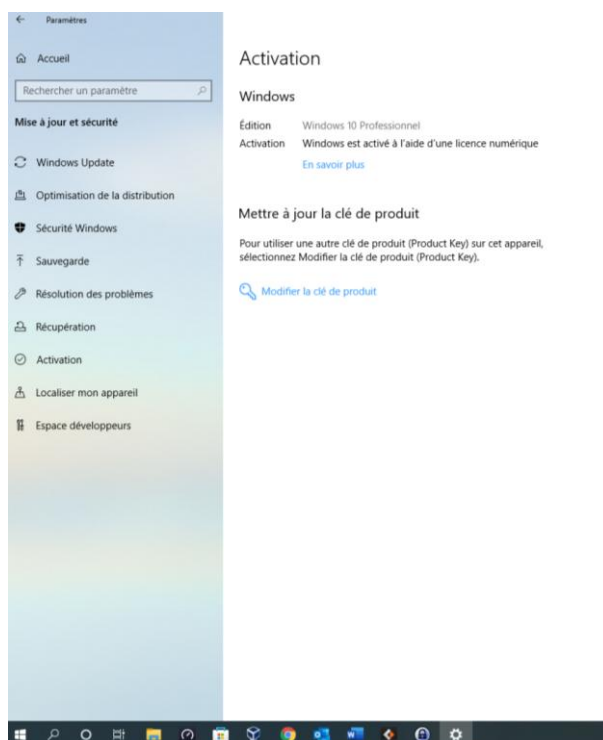 Paramètres
Accueil
Rechercher un paramètre
Mise à jour et sécurité
Windows Update
Optimisation de la distribution
Sécurité Windows
Sauvegarde
Résolution des problèmes
Récupération
Activation
Localiser mon appareil
Espace développeurs
Activation
Windows
Édition Windows 10 Professionnel
Activation Windows est activé à l'aide d'une licence numérique
En savoir plus
Mettre à jour la clé de produit
Pour utiliser une autre clé de produit (Product Key) sur cet appareil,
sélectionnez Modifier la clé de produit (Product Key).
Modifier la clé de produit